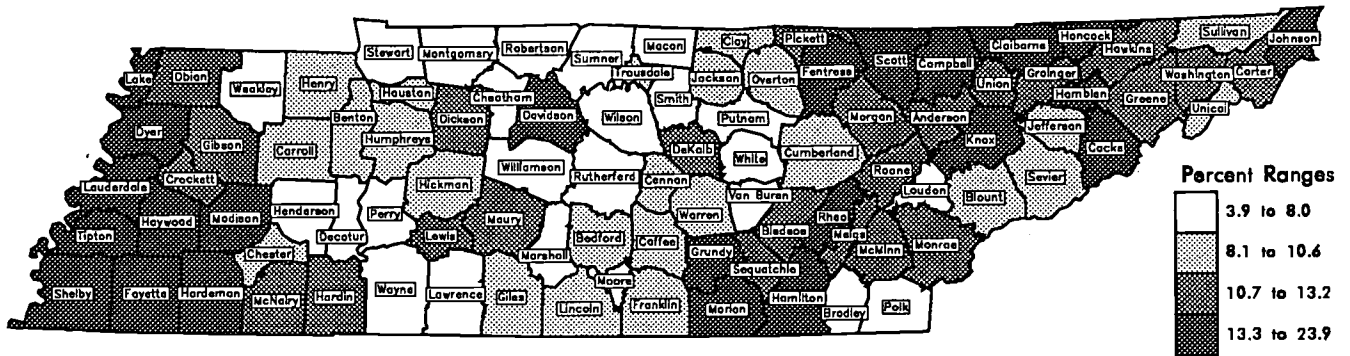 Stewart Montgomery Robertson Sumner Macon Clay Pickett Claiborne Hancock Hawkins Sullivan Johnson
Lake Obion Weakley Henry Houston Cheatham Trousdale Jackson Overton Fentress Scott Campbell Union Grainger Hamblen Washington Carter
Dyer Gibson Carroll Benton Humphreys Dickson Davidson Wilson Smith Putnam Morgan Anderson Knox Jefferson Greene Unicoi
Lauderdale Crockett Hickman Williamson Rutherford DeKalb White Cumberland Roane Loudon Blount Sevier Cocke
Tipton Haywood Madison Henderson Decatur Perry Lewis Maury Cannon Warren Van Buren Bledsoe Rhea Meigs McMinn Monroe
Chester Marshall Bedford Coffee Grundy Sequatchie
Shelby Fayette Hardeman McNairy Hardin Wayne Lawrence Giles Lincoln Moore Franklin Marion Hamilton Bradley Polk
Percent Ranges
3.9 to 8.0
8.1 to 10.6
10.7 to 13.2
13.3 to 23.9